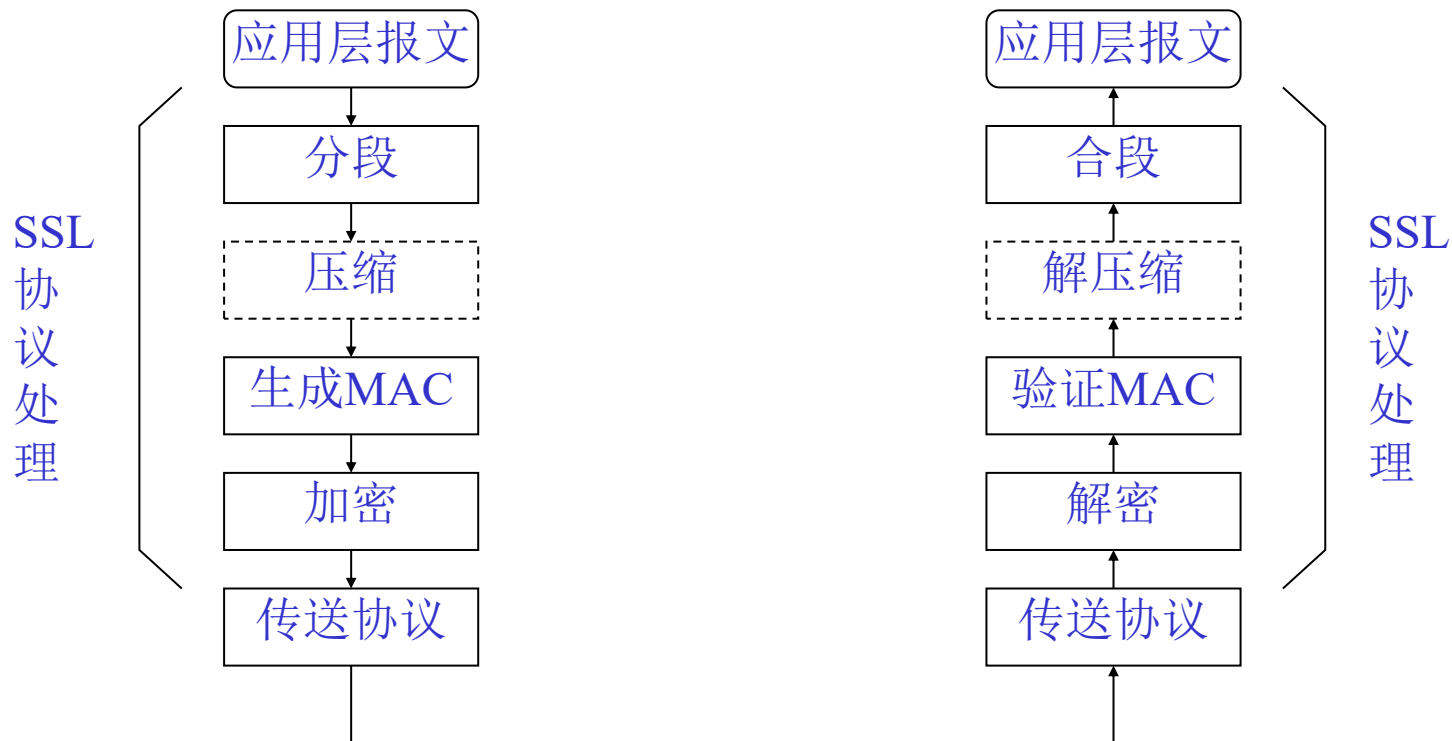 应用层报文
分段
压缩
生成MAC
加密
传送协议
SSL
协
议
处
理
应用层报文
合段
解压缩
验证MAC
解密
传送协议
SSL
协
议
处
理